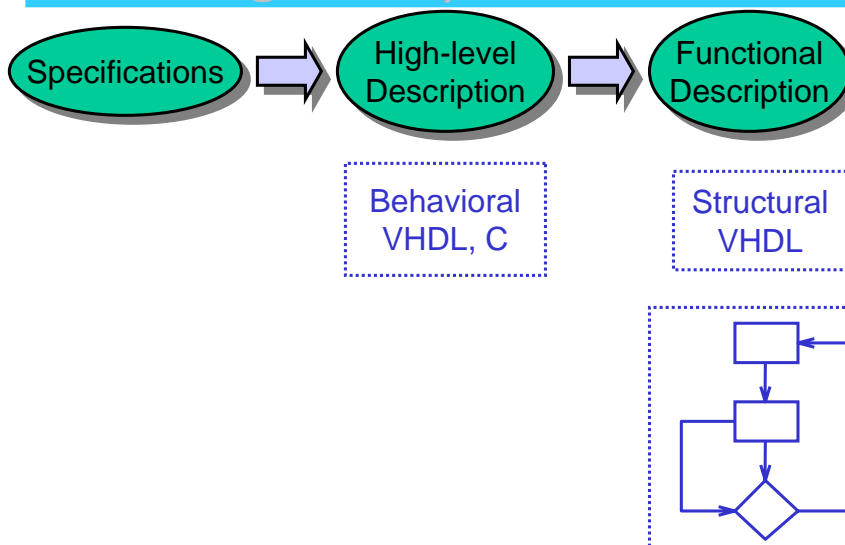 Specifications
High-level
Description
Functional
Description
Behavioral
VHDL, C
Structural
VHDL